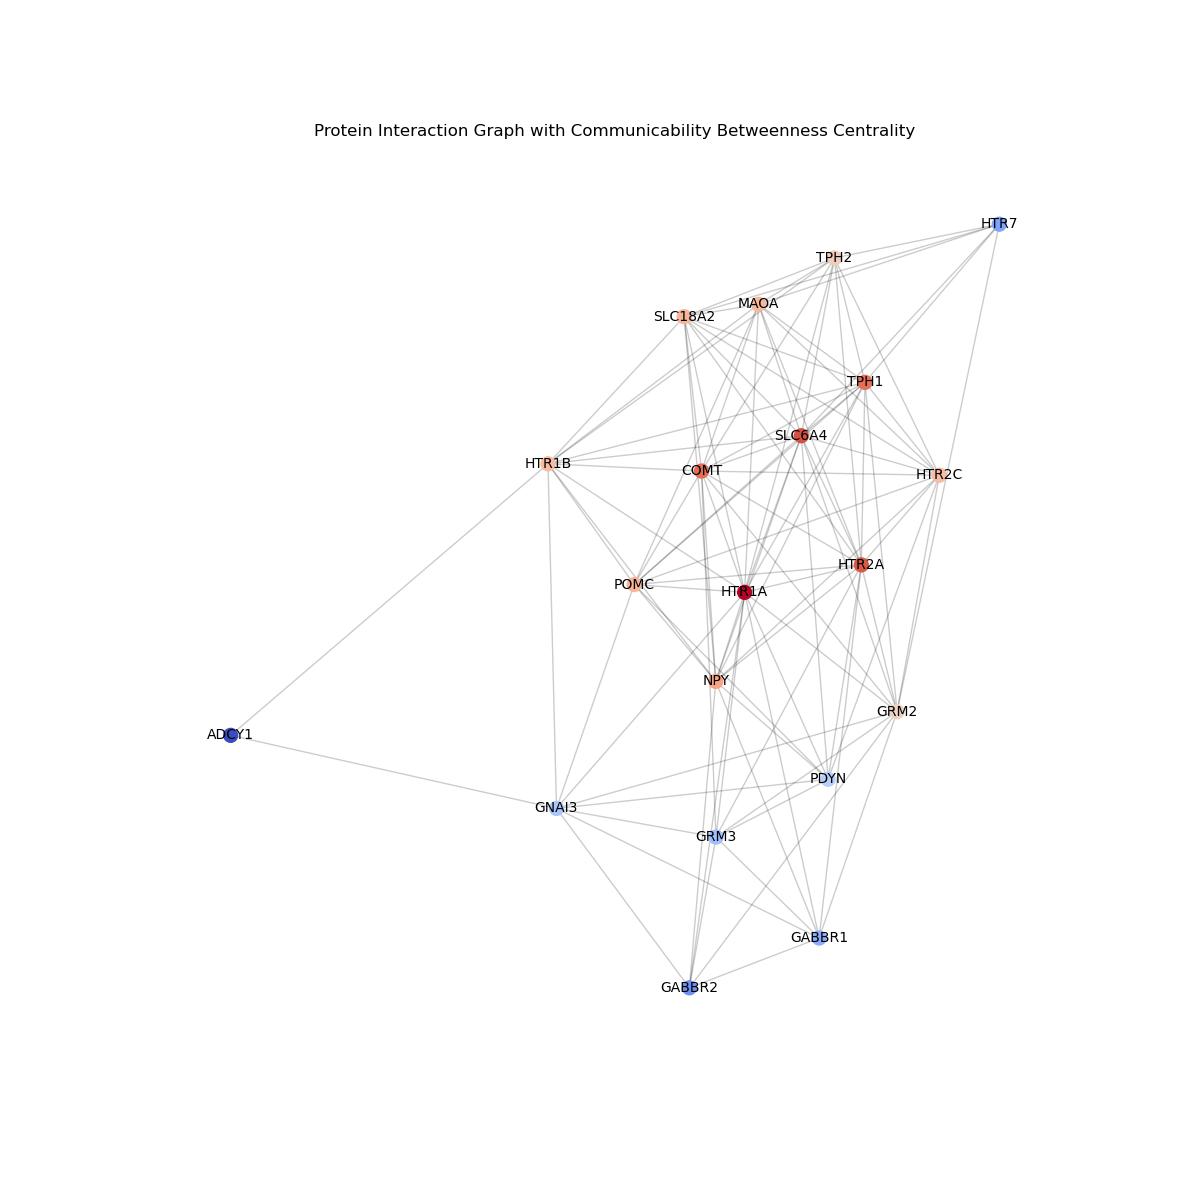 Protein Interaction Graph with Communicability Betweenness Centrality
HTR7
TPH2
MAOA
SLC18A2
TPH1
SLC6A4
HTR1B
COMT
HTR2C
HTR2A
POMC
HTR1A
NPY
GRM2
ADCY1
PDYN
GNAI3
GRM3
GABBR1
GABBR2